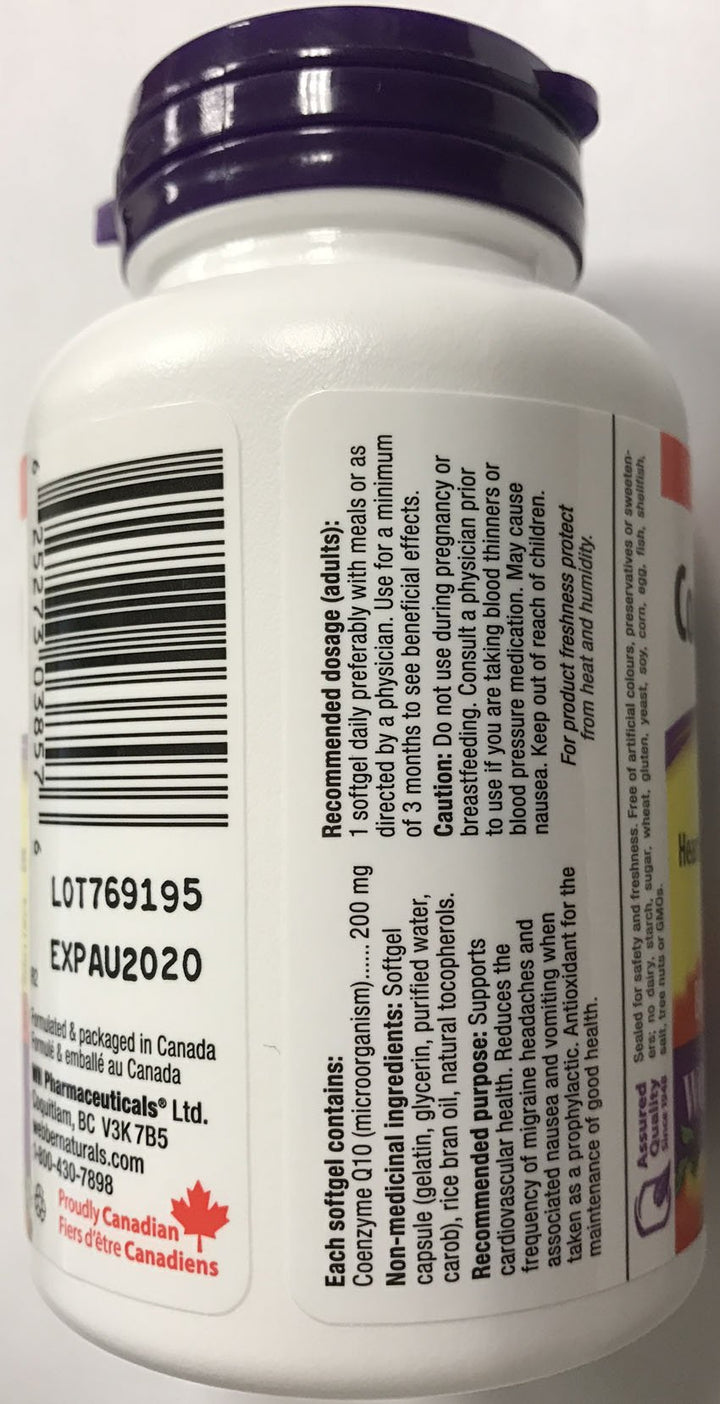 6 25273 03857 6
LOT769195
EXPAU2020
Formulated & packaged in Canada
Formulé & emballé au Canada
Pharmaceuticals® Ltd.
Coquitlam, BC V3K 7B5
webbernaturals.com
1-800-430-7898
Proudly Canadian
Fiers d'être Canadiens
Each softgel contains:
Coenzyme Q10 (microorganism)....... 200 mg
Non-medicinal ingredients: Softgel
capsule (gelatin, glycerin, purified water,
carob), rice bran oil, natural tocopherols.
Recommended purpose: Supports
cardiovascular health. Reduces the
frequency of migraine headaches and
associated nausea and vomiting when
taken as a prophylactic. Antioxidant for the
maintenance of good health.
Recommended dosage (adults):
1 softgel daily preferably with meals or as
directed by a physician. Use for a minimum
of 3 months to see beneficial effects.
Caution: Do not use during pregnancy or
breastfeeding. Consult a physician prior
to use if you are taking blood thinners or
blood pressure medication. May cause
nausea. Keep out of reach of children.
For product freshness protect
from heat and humidity.
Assured
Quality
Since 1946
Sealed for safety and freshness. Free of artificial colours, preservatives or sweeten-
ers; no dairy, starch, sugar, wheat, gluten, yeast, soy, corn, egg, fish, shellfish,
salt, tree nuts or GMOs.